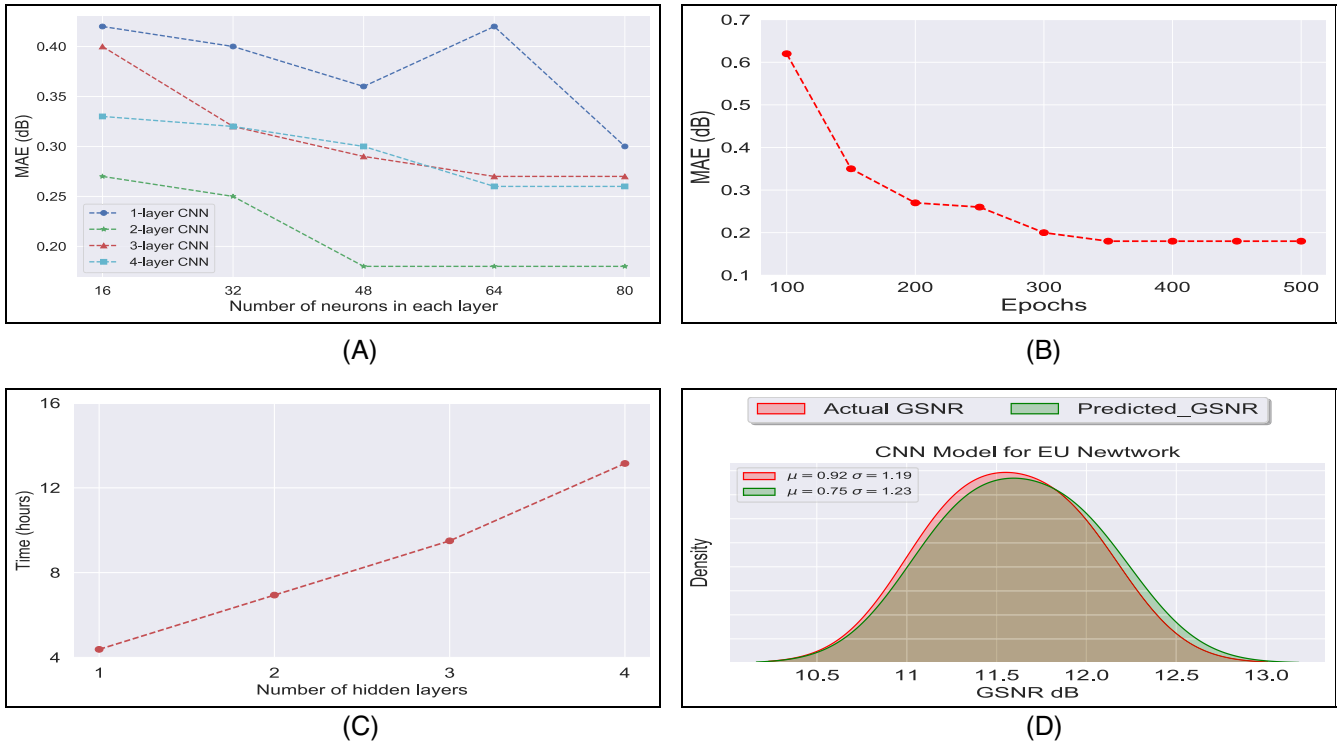 0.40
0.35
0.30
0.25
0.20
MAE (dB)
1-layer CNN
2-layer CNN
3-layer CNN
4-layer CNN
16 32 48 64 80
Number of neurons in each layer
(A)
0.7
0.6
0.5
0.4
0.3
0.2
0.1
MAE (dB)
100 200 300 400 500
Epochs
(B)
16
12
8
4
Time (hours)
1 2 3 4
Number of hidden layers
(C)
Actual GSNR Predicted_GSNR
CNN Model for EU Newtwork
μ = 0.92 σ = 1.19
μ = 0.75 σ = 1.23
Density
10.5 11 11.5 12.0 12.5 13.0
GSNR dB
(D)